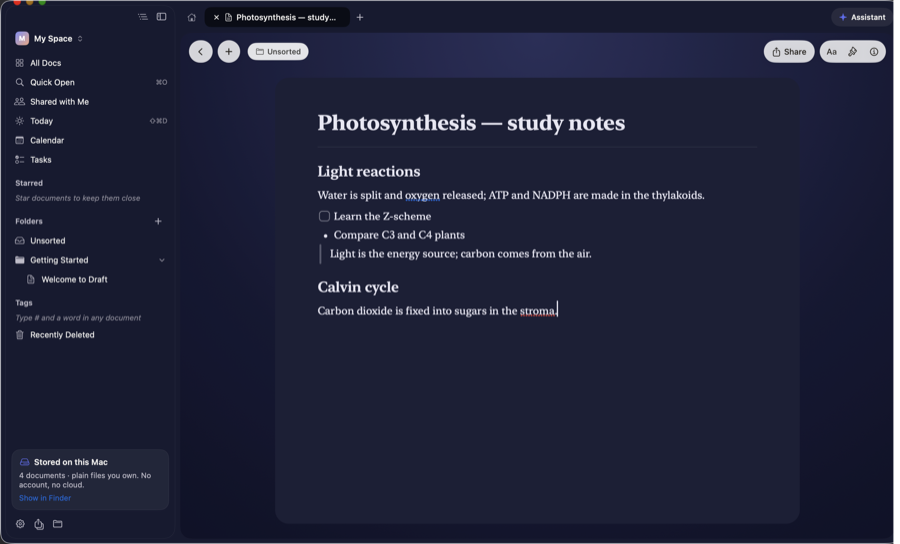 Photosynthesis — study...
Assistant
My Space
All Docs
Quick Open ⌘O
Shared with Me
Today ⇧⌘D
Calendar
Tasks
Starred
Star documents to keep them close
Folders
Unsorted
Getting Started
Welcome to Draft
Tags
Type # and a word in any document
Recently Deleted
Stored on this Mac
4 documents · plain files you own. No
account, no cloud.
Show in Finder
Unsorted
Share
Aa
Photosynthesis — study notes
Light reactions
Water is split and oxygen released; ATP and NADPH are made in the thylakoids.
Learn the Z-scheme
• Compare C3 and C4 plants
Light is the energy source; carbon comes from the air.
Calvin cycle
Carbon dioxide is fixed into sugars in the stroma.